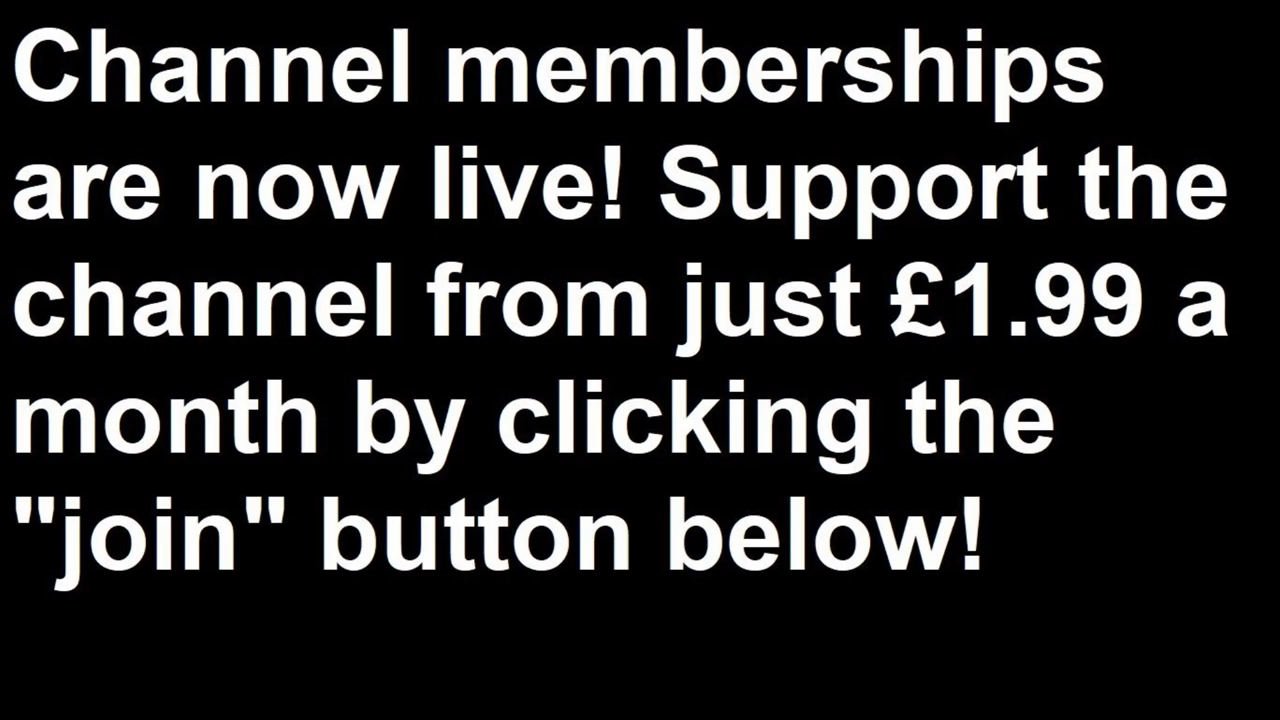 Channel memberships
are now live! Support the
channel from just £1.99 a
month by clicking the
"join" button below!